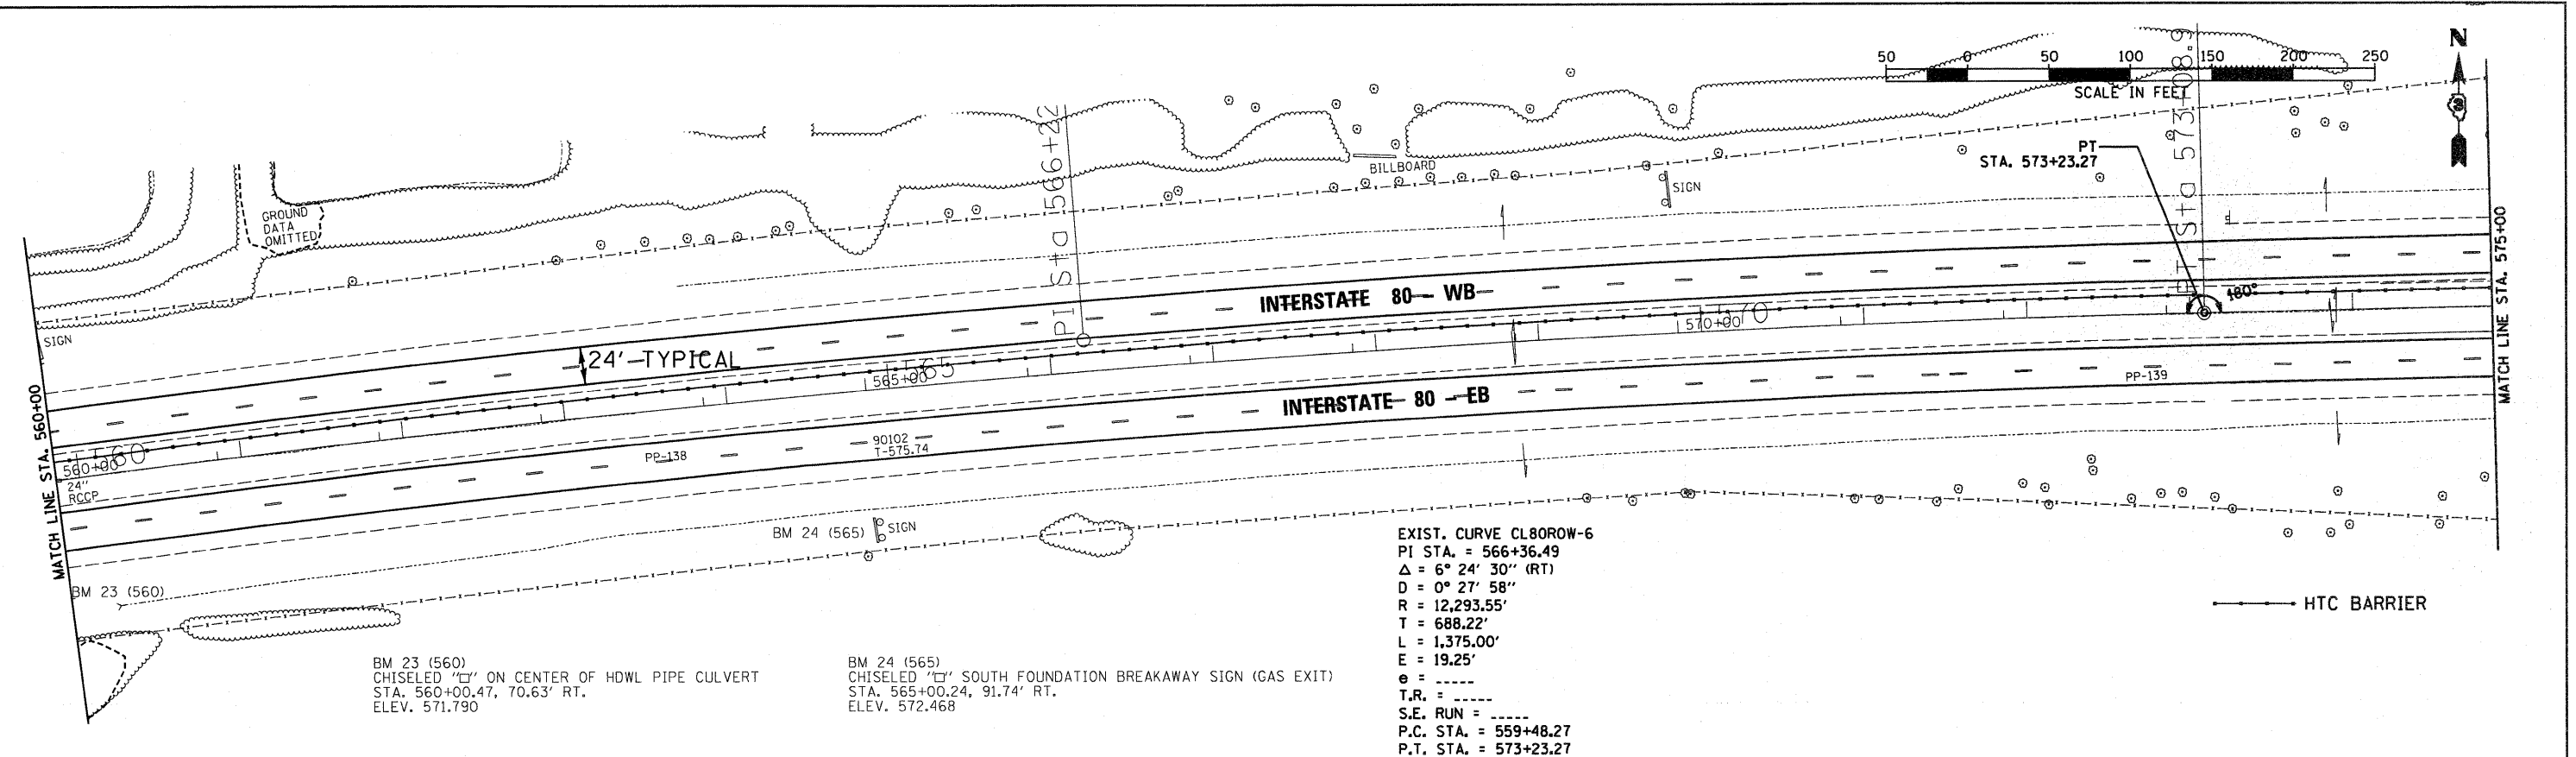 50 0 50 100 150 200 250
SCALE IN FEET
N
3
PI Sta 566+22
PT Sta 573+08.9
PT
STA. 573+23.27
180°
BILLBOARD
SIGN
GROUND
DATA
OMITTED
SIGN
MATCH LINE STA. 560+00
MATCH LINE STA. 575+00
INTERSTATE 80 WB
24' TYPICAL
570+00
565+00
565
560+00
560
INTERSTATE 80 EB
PP-139
90102
T-575.74
PP-138
24"
RCCP
BM 24 (565)
SIGN
BM 23 (560)
EXIST. CURVE CL80ROW-6
PI STA. = 566+36.49
Δ = 6° 24' 30" (RT)
D = 0° 27' 58"
R = 12,293.55'
T = 688.22'
L = 1,375.00'
E = 19.25'
e = -----
T.R. = -----
S.E. RUN = -----
P.C. STA. = 559+48.27
P.T. STA. = 573+23.27
HTC BARRIER
BM 23 (560)
CHISELED "□" ON CENTER OF HDWL PIPE CULVERT
STA. 560+00.47, 70.63' RT.
ELEV. 571.790
BM 24 (565)
CHISELED "□" SOUTH FOUNDATION BREAKAWAY SIGN (GAS EXIT)
STA. 565+00.24, 91.74' RT.
ELEV. 572.468